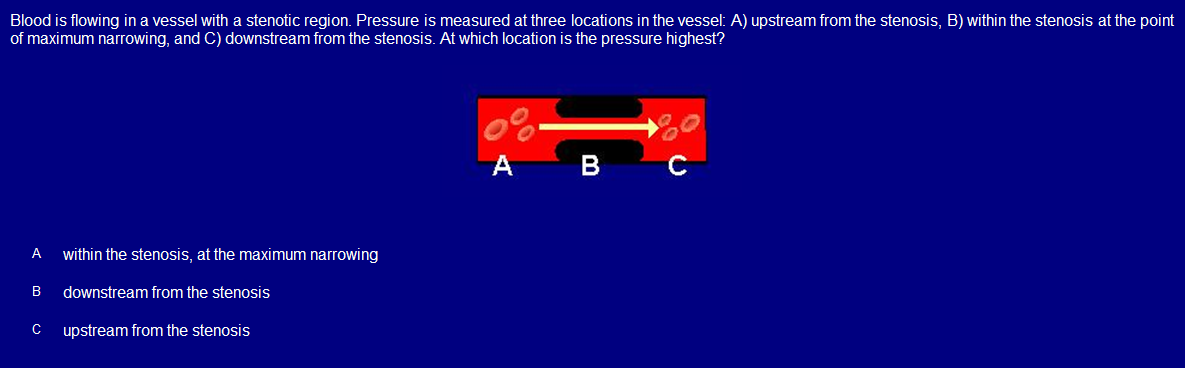 Blood is flowing in a vessel with a stenotic region. Pressure is measured at three locations in the vessel: A) upstream from the stenosis, B) within the stenosis at the point
of maximum narrowing, and C) downstream from the stenosis. At which location is the pressure highest?
A B C
A within the stenosis, at the maximum narrowing
B downstream from the stenosis
C upstream from the stenosis